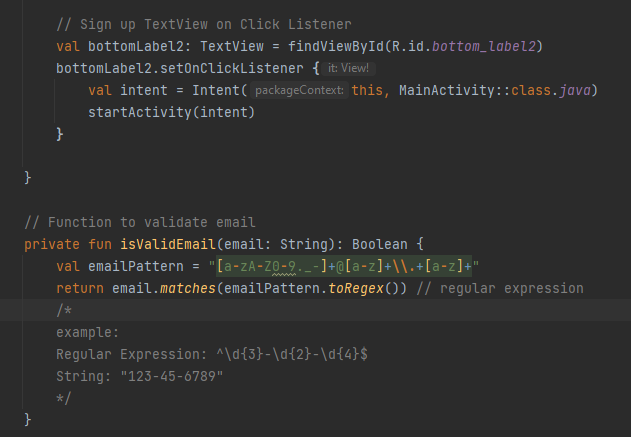 // Sign up TextView on Click Listener
val bottomLabel2: TextView = findViewById(R.id.bottom_label2)
bottomLabel2.setOnClickListener { it: View!
val intent = Intent( packageContext: this, MainActivity::class.java)
startActivity(intent)
}
}
// Function to validate email
private fun isValidEmail(email: String): Boolean {
val emailPattern = "[a-zA-Z0-9._-]+@[a-z]+\\.+[a-z]+"
return email.matches(emailPattern.toRegex()) // regular expression
/*
example:
Regular Expression: ^\d{3}-\d{2}-\d{4}$
String: "123-45-6789"
*/
}